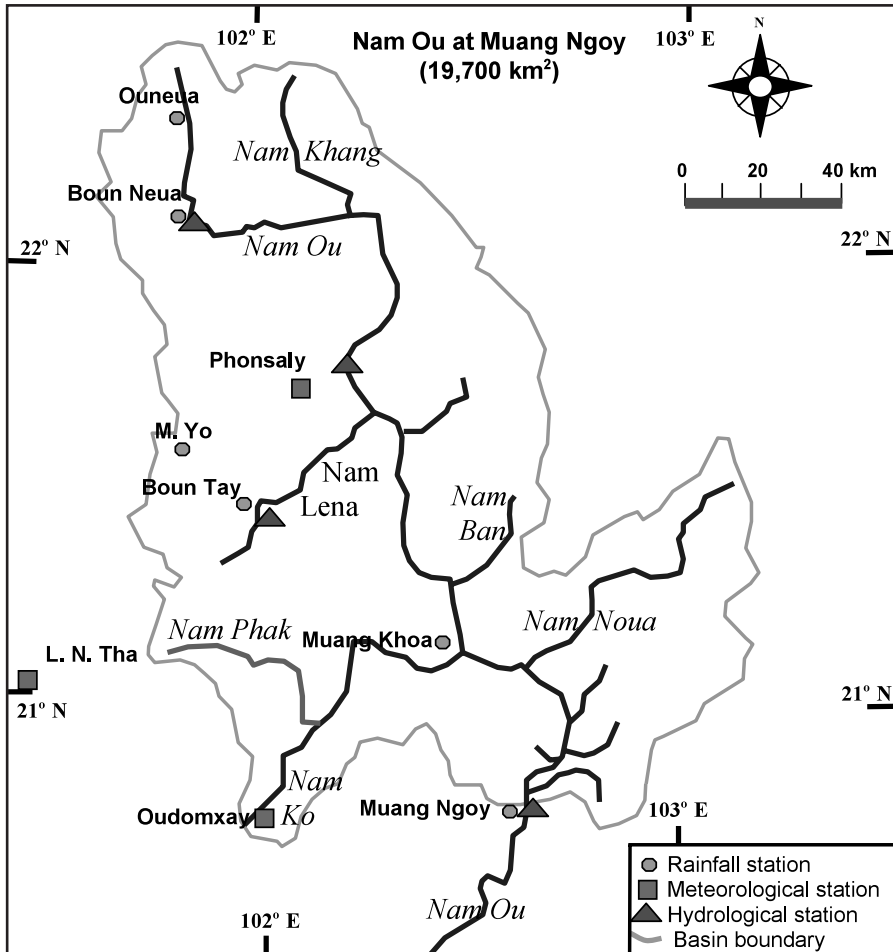 102° E
Nam Ou at Muang Ngoy
103° E
(19,700 km²)
N
Ouneua
Nam Khang
0 20 40 km
Boun Neua
Nam Ou
22° N
22° N
Phonsaly
M. Yo
Boun Tay
Nam
Lena
Nam
Ban
Nam Phak
Muang Khoa
Nam Noua
L. N. Tha
21° N
21° N
Nam
Ko
Oudomxay
Muang Ngoy
103° E
Rainfall station
Meteorological station
Hydrological station
Basin boundary
Nam Ou
102° E